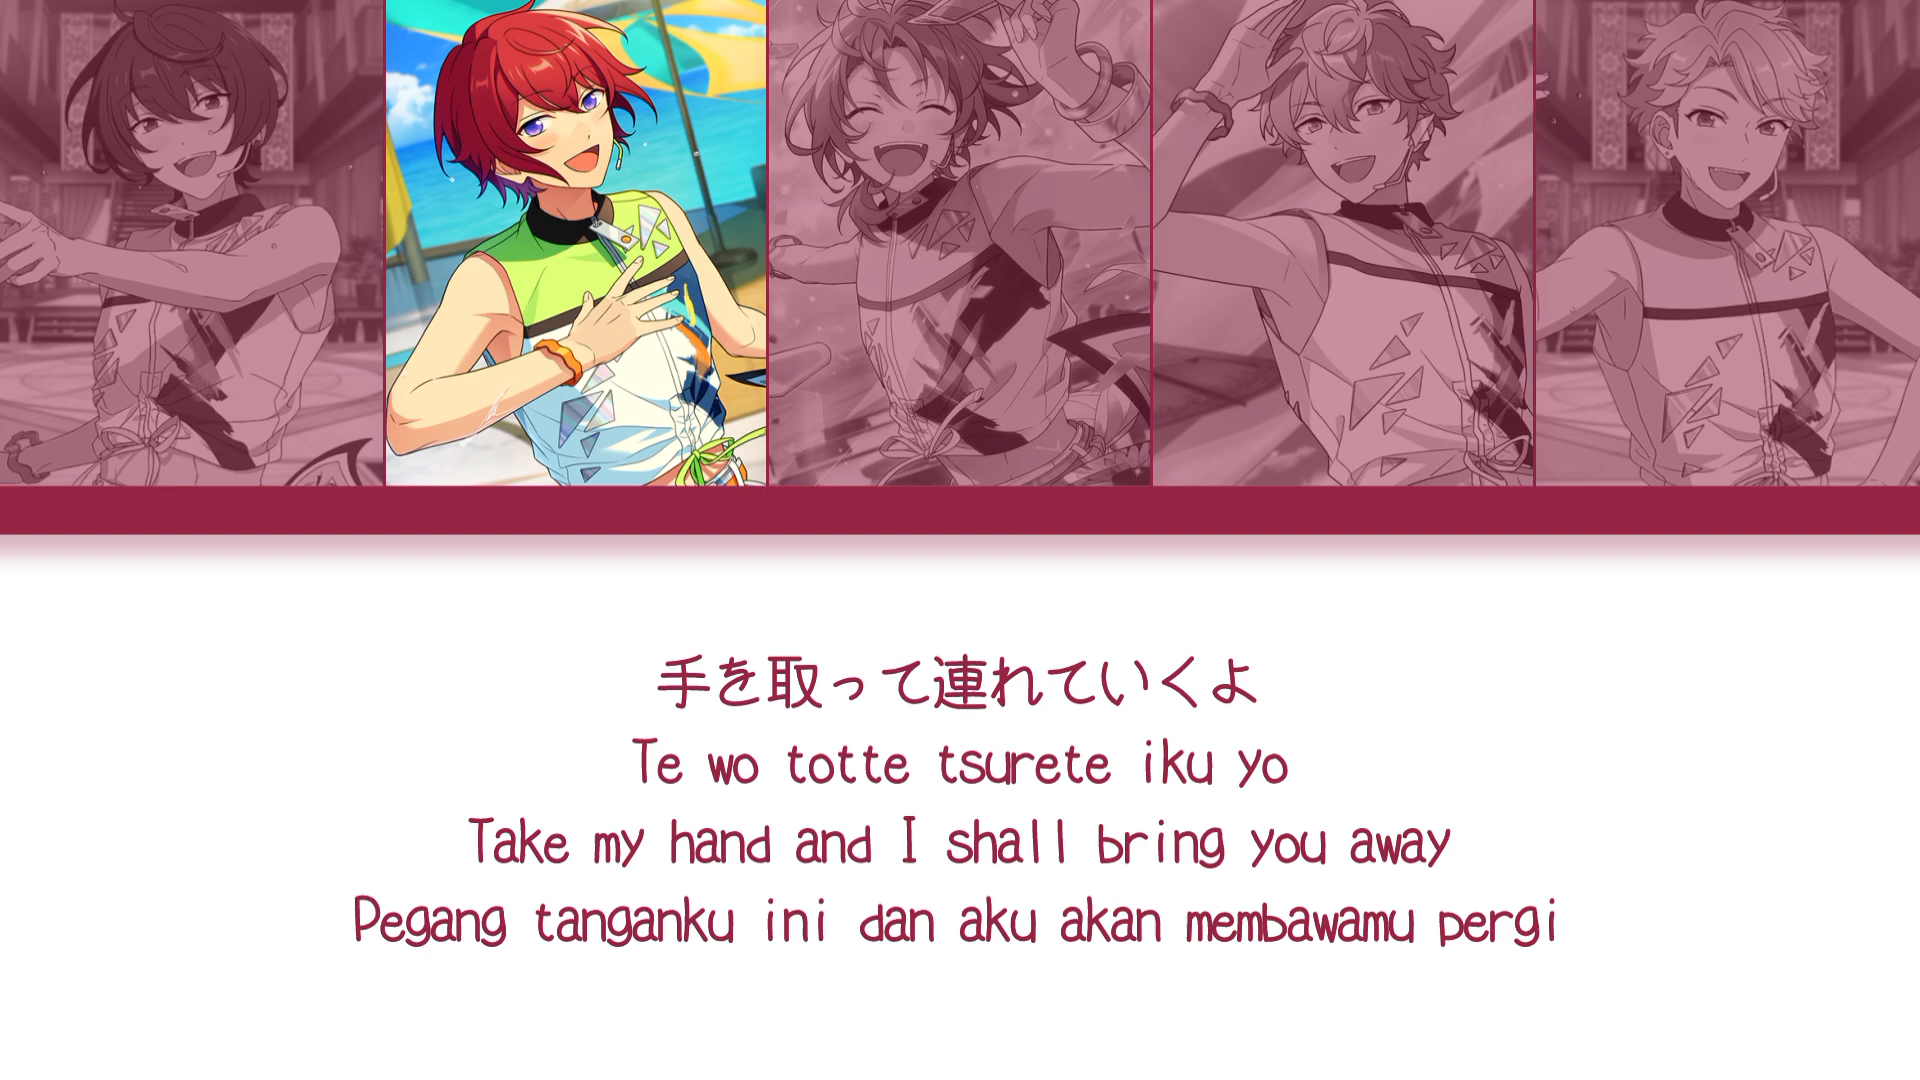 手を取って連れていくよ
Te wo totte tsurete iku yo
Take my hand and I shall bring you away
Pegang tanganku ini dan aku akan membawamu pergi